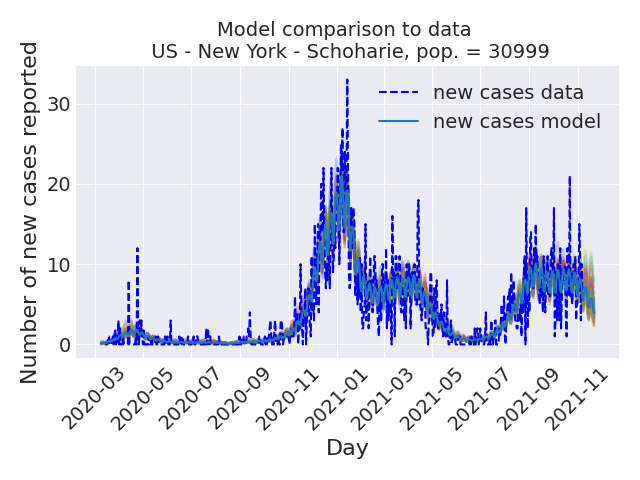 Model comparison to data
US - New York - Schoharie, pop. = 30999
Number of new cases reported
30
20
10
0
new cases data
new cases model
2020-03
2020-05
2020-07
2020-09
2020-11
2021-01
2021-03
2021-05
2021-07
2021-09
2021-11
Day